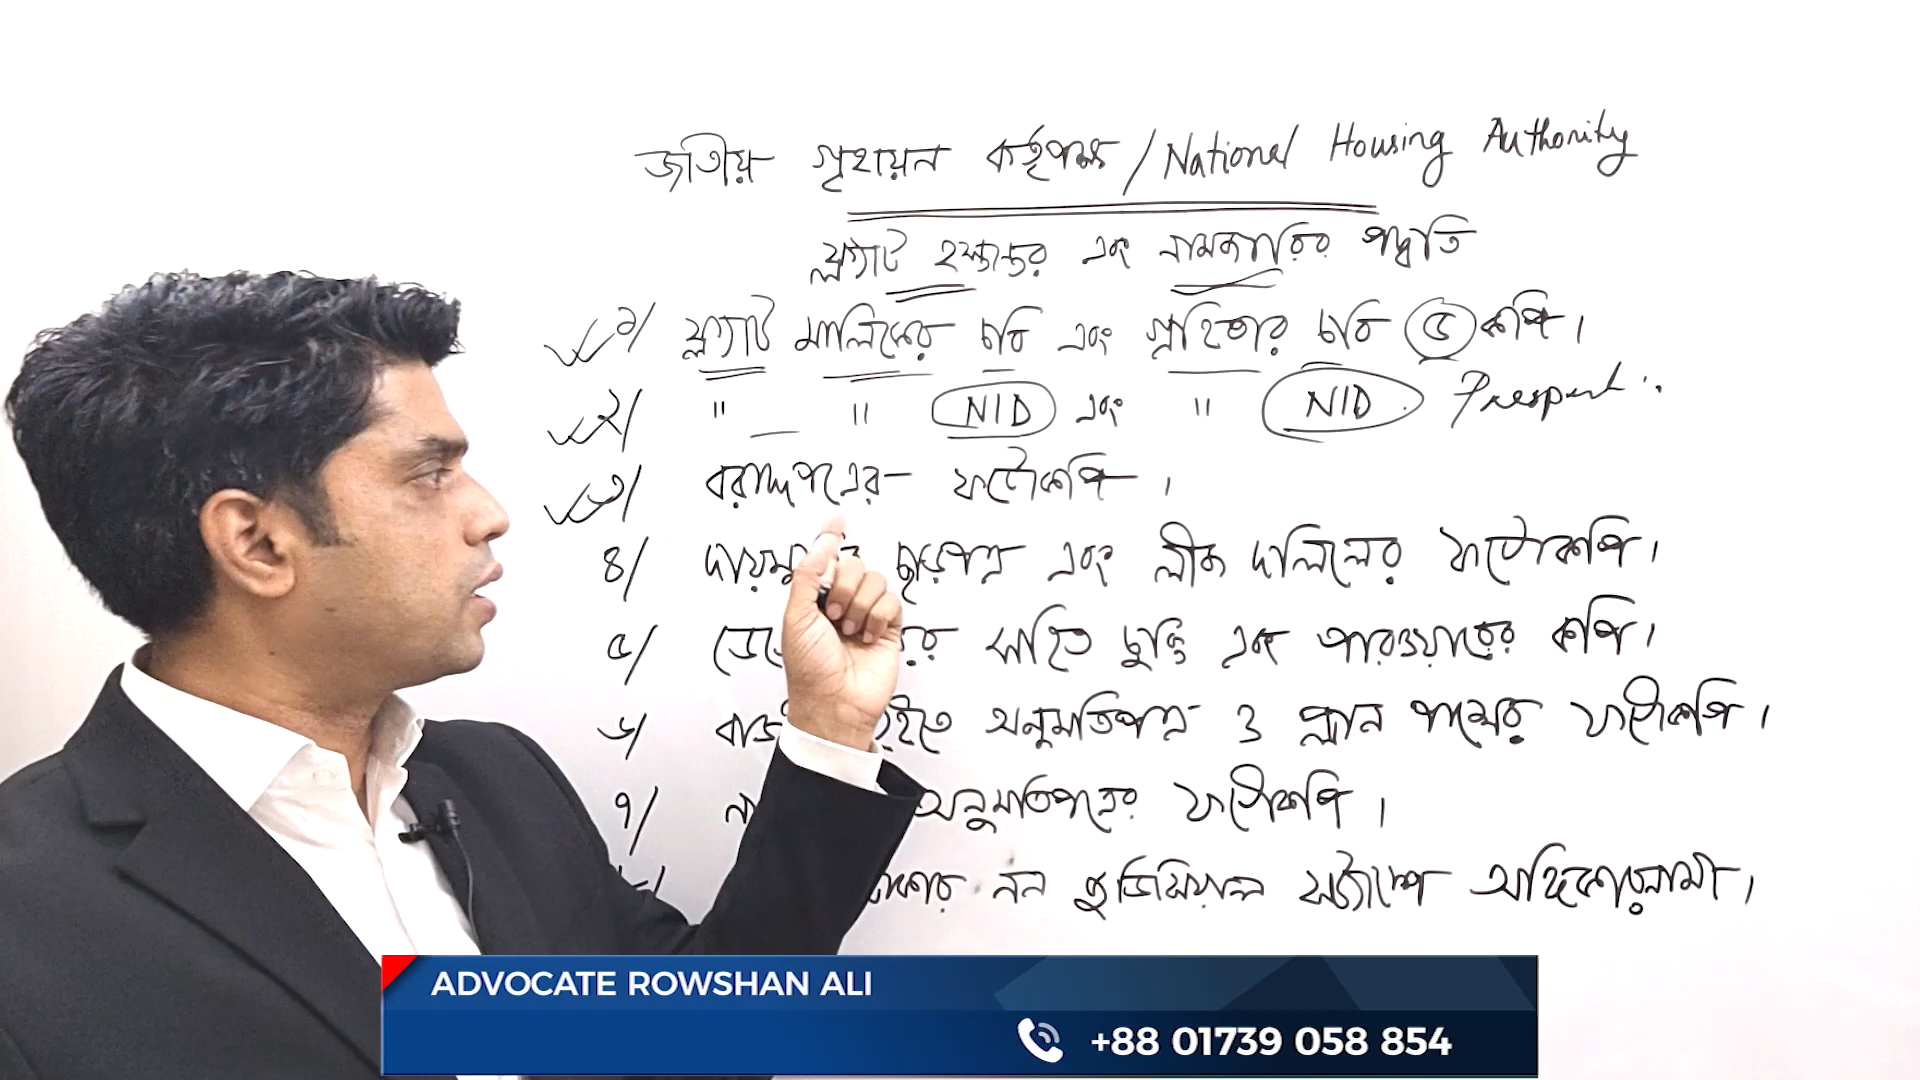 জাতীয় গৃহায়ন কর্তৃপক্ষ / National Housing Authority
ফ্ল্যাট হস্তান্তর এবং নামজারির পদ্ধতি
১/ ফ্ল্যাট মালিকের ছবি এবং গ্রহিতার ছবি ৫ কপি।
২/ " " NID এবং " NID
৩/ বরাদ্দপত্রের ফটোকপি।
৪/ ছাড়পত্র এবং লীজ দলিলের ফটোকপি।
৫/ সহিত চুক্তি এবং পাওয়ারের কপি।
৬/ হইতে অনুমতিপত্র ও প্লান পাশের ফটোকপি।
৭/ অনুমতিপত্রের ফটোকপি।
টাকার নন জুডিসিয়াল স্ট্যাম্পে অঙ্গিকারনামা।
ADVOCATE ROWSHAN ALI
+88 01739 058 854